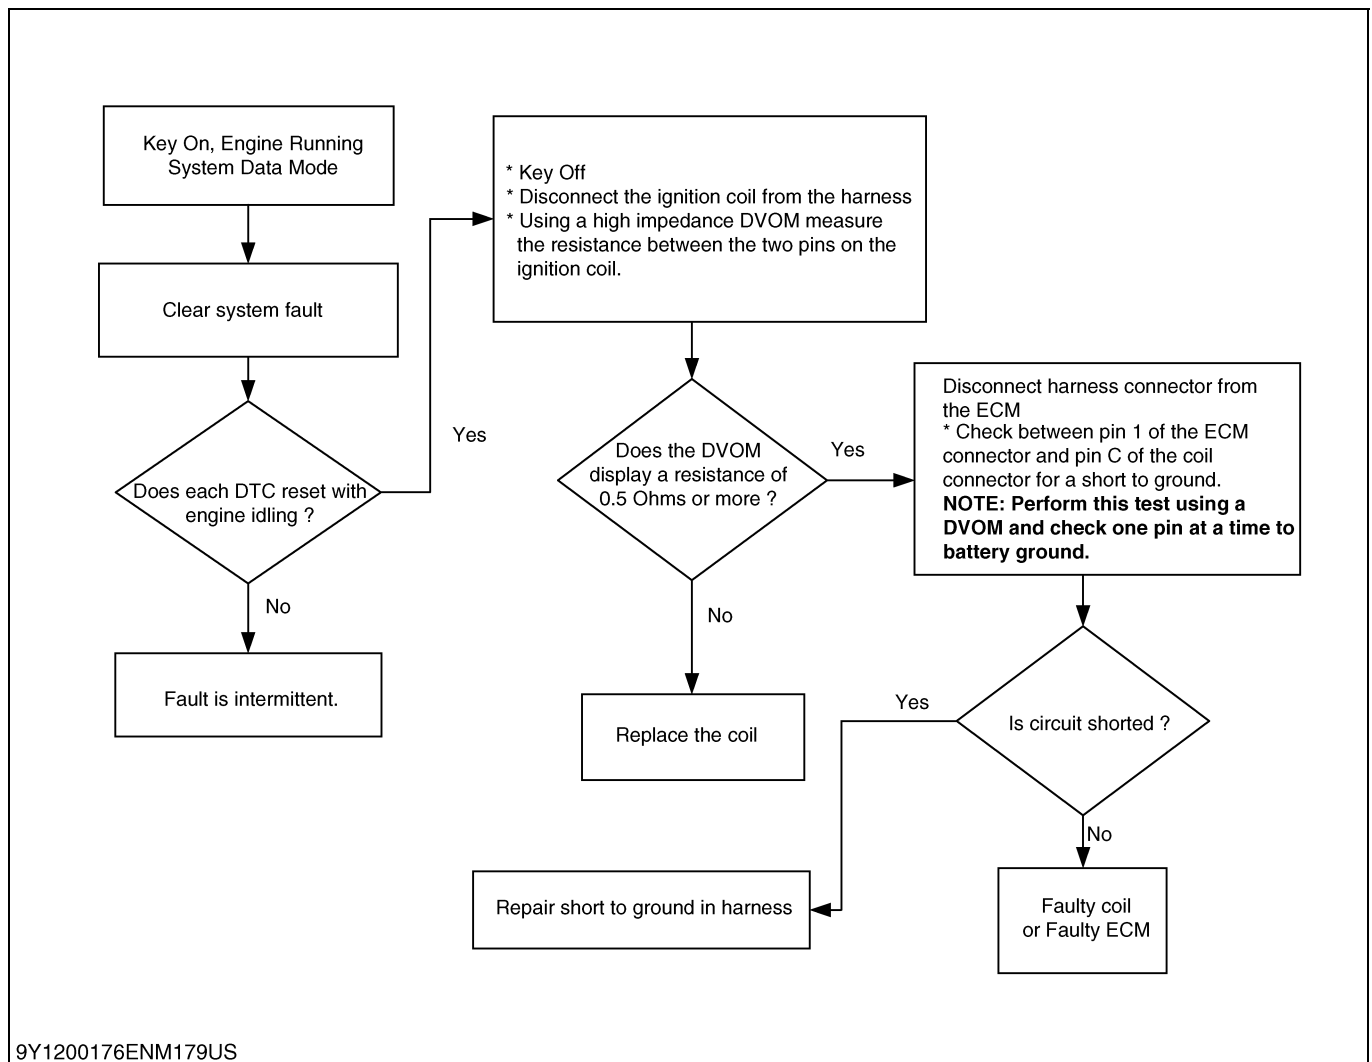 Key On, Engine Running
System Data Mode
Clear system fault
Does each DTC reset with
engine idling ?
Yes
No
Fault is intermittent.
* Key Off
* Disconnect the ignition coil from the harness
* Using a high impedance DVOM measure
the resistance between the two pins on the
ignition coil.
Does the DVOM
display a resistance of
0.5 Ohms or more ?
Yes
No
Replace the coil
Disconnect harness connector from
the ECM
* Check between pin 1 of the ECM
connector and pin C of the coil
connector for a short to ground.
NOTE: Perform this test using a
DVOM and check one pin at a time to
battery ground.
Is circuit shorted ?
Yes
No
Repair short to ground in harness
Faulty coil
or Faulty ECM
9Y1200176ENM179US